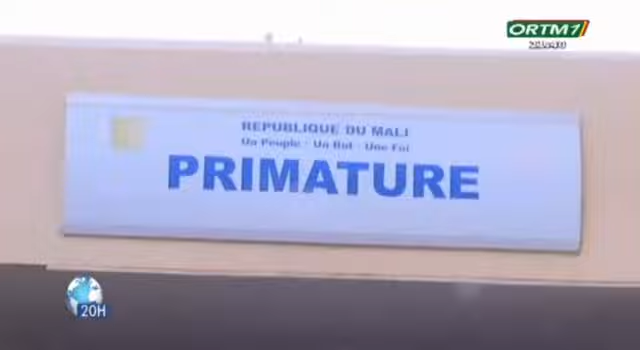 ORTM1
REPUBLIQUE DU MALI
Un Peuple - Un But - Une Foi
PRIMATURE
20H